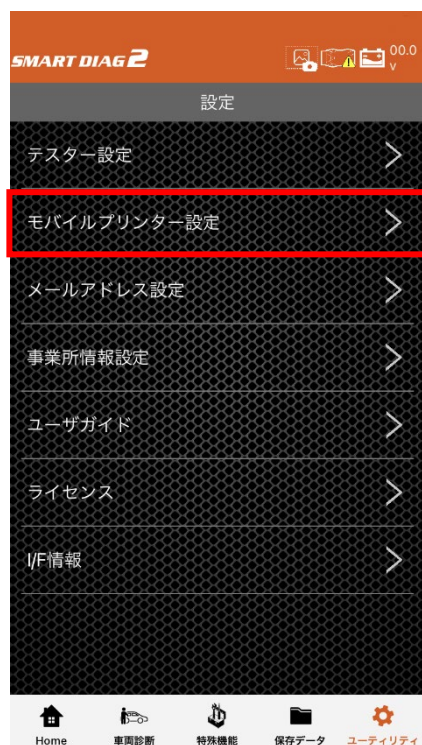 SMART DIAG 2
00.0
v
設定
テスター設定
モバイルプリンター設定
メールアドレス設定
事業所情報設定
ユーザガイド
ライセンス
I/F情報
Home 車両診断 特殊機能 保存データ ユーティリティ